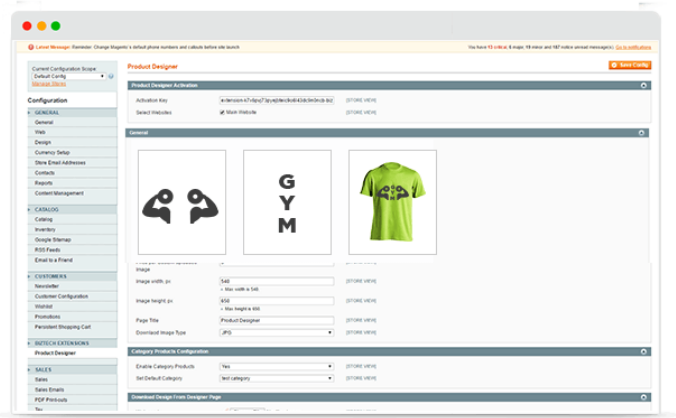 Latest Message: Reminder: Change Magento's default phone numbers and callouts before site launch
You have 13 critical, 5 major, 19 minor and 187 notice unread message(s). Go to notifications
Current Configuration Scope:
Default Config
Manage Stores
Configuration
GENERAL
General
Web
Design
Currency Setup
Store Email Addresses
Contacts
Reports
Content Management
CATALOG
Catalog
Inventory
Google Sitemap
RSS Feeds
Email to a Friend
CUSTOMERS
Newsletter
Customer Configuration
Wishlist
Promotions
Persistent Shopping Cart
BIZTECH EXTENSIONS
Product Designer
SALES
Sales
Sales Emails
PDF Print-outs
Tax
Product Designer
Save Config
Product Designer Activation
Activation Key
[STORE VIEW]
Select Websites
Main Website
[STORE VIEW]
General
G
Y
M
G
Y
M
Image
Image width, px
540
[STORE VIEW]
Max width is 540
Image height, px
650
[STORE VIEW]
Max height is 650
Page Title
Product Designer
[STORE VIEW]
Download Image Type
JPG
[STORE VIEW]
Category Products Configuration
Enable Category Products
Yes
[STORE VIEW]
Set Default Category
test category
[STORE VIEW]
Download Design From Designer Page